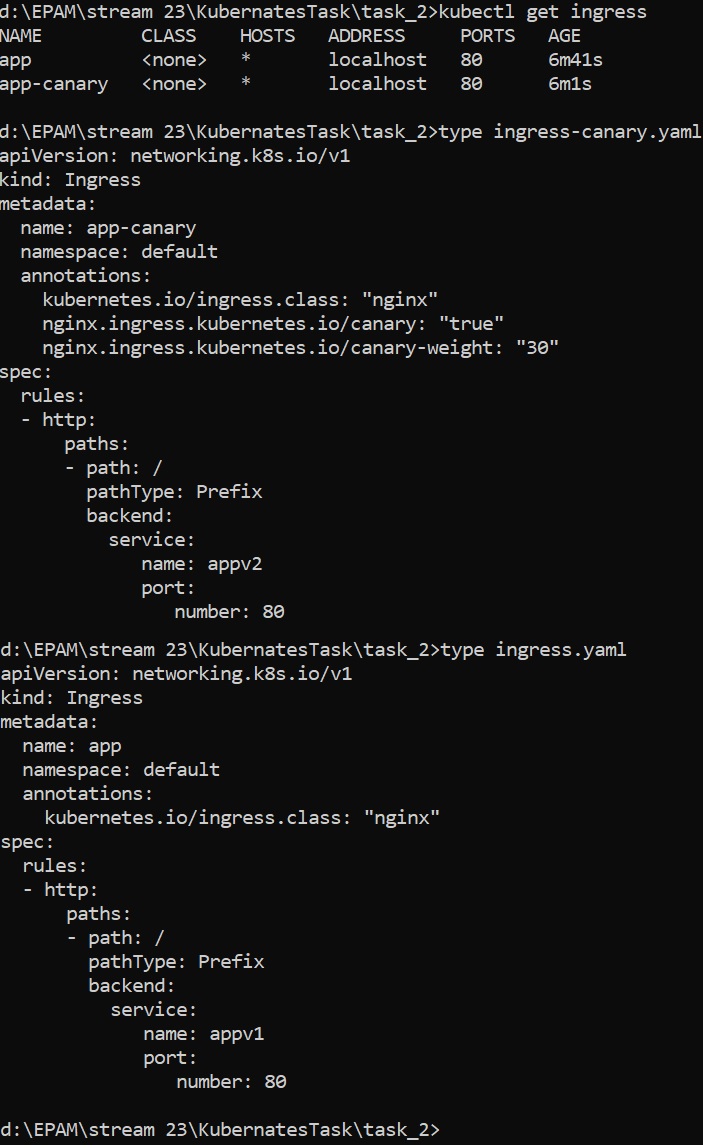 d:\EPAM\stream 23\KubernatesTask\task_2>kubectl get ingress
NAME         CLASS    HOSTS   ADDRESS     PORTS   AGE
app          <none>   *       localhost   80      6m41s
app-canary   <none>   *       localhost   80      6m1s
d:\EPAM\stream 23\KubernatesTask\task_2>type ingress-canary.yaml
apiVersion: networking.k8s.io/v1
kind: Ingress
metadata:
  name: app-canary
  namespace: default
  annotations:
    kubernetes.io/ingress.class: "nginx"
    nginx.ingress.kubernetes.io/canary: "true"
    nginx.ingress.kubernetes.io/canary-weight: "30"
spec:
  rules:
  - http:
      paths:
      - path: /
        pathType: Prefix
        backend:
          service:
             name: appv2
             port:
                number: 80
d:\EPAM\stream 23\KubernatesTask\task_2>type ingress.yaml
apiVersion: networking.k8s.io/v1
kind: Ingress
metadata:
  name: app
  namespace: default
  annotations:
    kubernetes.io/ingress.class: "nginx"
spec:
  rules:
  - http:
      paths:
      - path: /
        pathType: Prefix
        backend:
          service:
             name: appv1
             port:
                number: 80
d:\EPAM\stream 23\KubernatesTask\task_2>